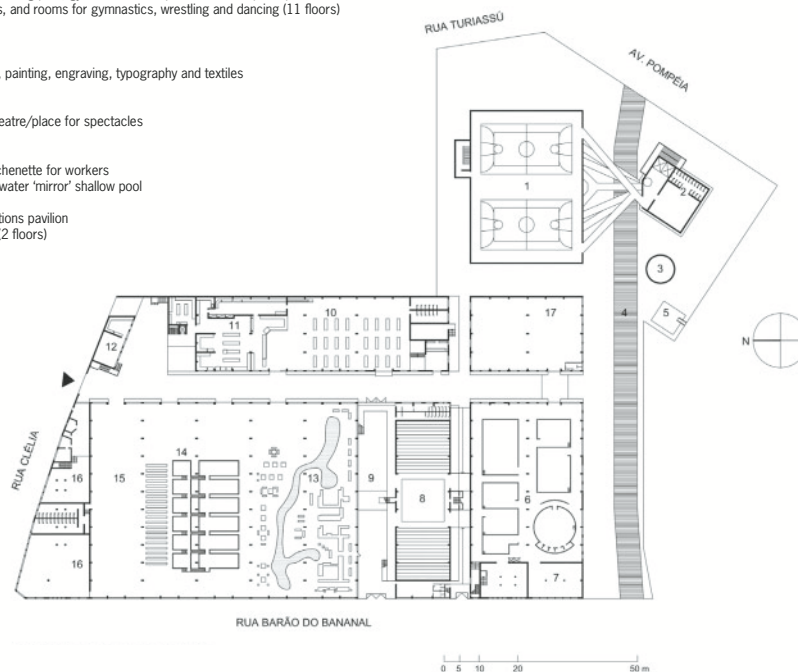 s, and rooms for gymnastics, wrestling and dancing (11 floors)
, painting, engraving, typography and textiles
eatre/place for spectacles
chenette for workers
water ‘mirror’ shallow pool
tions pavilion
(2 floors)
RUA TURIASSÚ
AV. POMPÉIA
1
2
3
4
5
10
11
12
17
N
RUA CLÉLIA
14
15
13
9
8
6
16
16
7
RUA BARÃO DO BANANAL
0 5 10 20 50 m